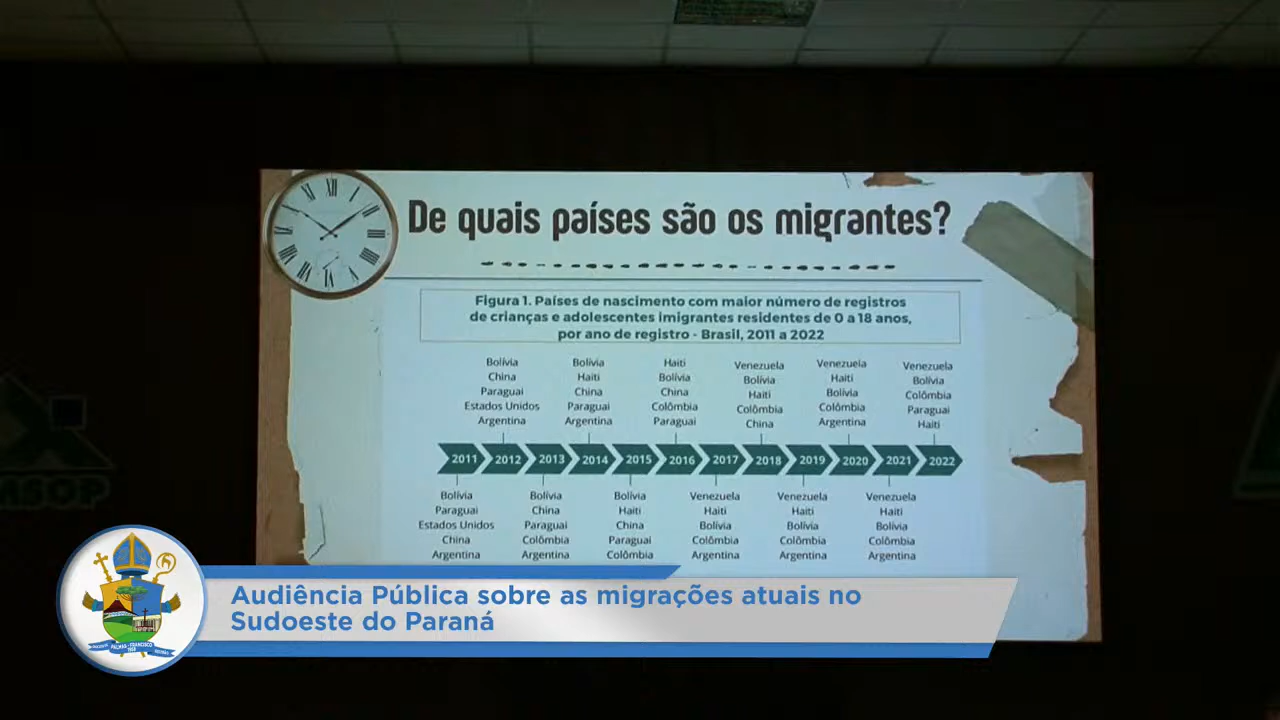 De quais países são os migrantes?
Figura 1. Países de nascimento com maior número de registros
de crianças e adolescentes imigrantes residentes de 0 a 18 anos,
por ano de registro - Brasil, 2011 a 2022
Bolívia
China
Paraguai
Estados Unidos
Argentina
Bolívia
Haiti
China
Paraguai
Argentina
Haiti
Bolívia
China
Colômbia
Paraguai
Venezuela
Bolívia
Haiti
Colômbia
China
Venezuela
Haiti
Bolívia
Colômbia
Argentina
Venezuela
Bolívia
Colômbia
Paraguai
Haiti
2011 2012 2013 2014 2015 2016 2017 2018 2019 2020 2021 2022
Bolívia
Paraguai
Estados Unidos
China
Argentina
Bolívia
China
Paraguai
Colômbia
Argentina
Bolívia
Haiti
China
Paraguai
Colômbia
Venezuela
Haiti
Bolívia
Colômbia
Argentina
Venezuela
Haiti
Bolívia
Colômbia
Argentina
Venezuela
Haiti
Bolívia
Colômbia
Argentina
Audiência Pública sobre as migrações atuais no
Sudoeste do Paraná